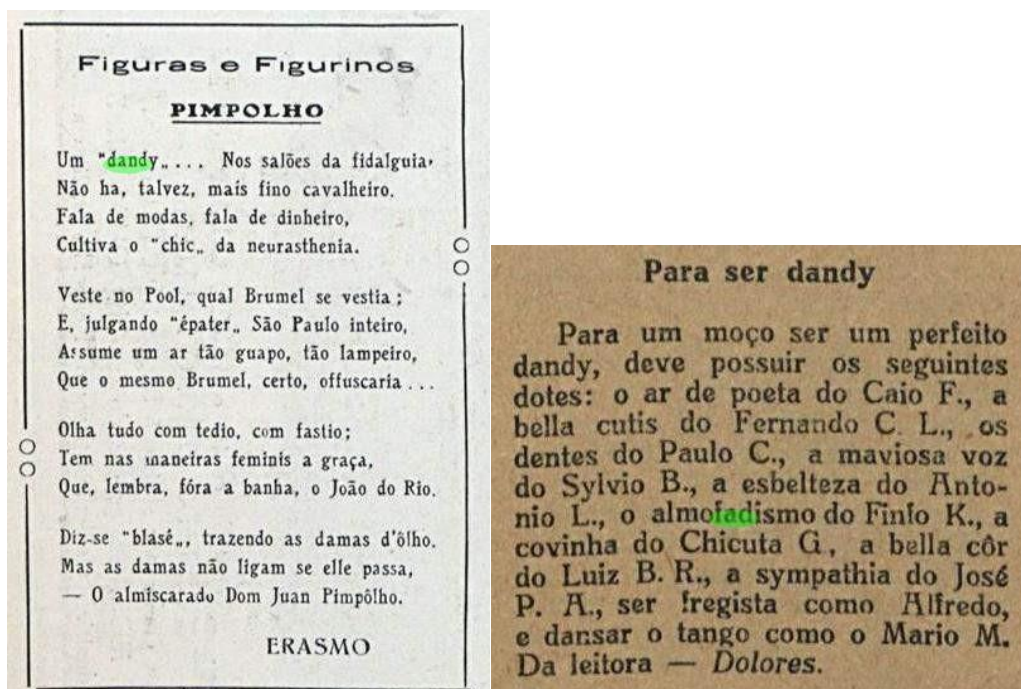 Figuras e Figurinos
PIMPOLHO
Um "dandy„.... Nos salões da fidalguia,
Não ha, talvez, mais fino cavalheiro.
Fala de modas, fala de dinheiro,
Cultiva o "chic„ da neurasthenia.
Veste no Pool, qual Brumel se vestia;
E, julgando "épater„ São Paulo inteiro,
Assume um ar tão guapo, tão lampeiro,
Que o mesmo Brumel, certo, offuscaria...
Olha tudo com tedio, com fastio;
Tem nas maneiras feminis a graça,
Que, lembra, fóra a banha, o João do Rio.
Diz-se "blasé„, trazendo as damas d'ôlho.
Mas as damas não ligam se elle passa,
— O almiscarado Dom Juan Pimpôlho.
ERASMO
Para ser dandy
Para um moço ser um perfeito
dandy, deve possuir os seguintes
dotes: o ar de poeta do Caio F., a
bella cutis do Fernando C. L., os
dentes do Paulo C., a maviosa voz
do Sylvio B., a esbelteza do Anto-
nio L., o almofadismo do Finfo K., a
covinha do Chicuta G, a bella côr
do Luiz B. R., a sympathia do José
P. A., ser fregista como Alfredo,
e dansar o tango como o Mario M.
Da leitora — Dolores.